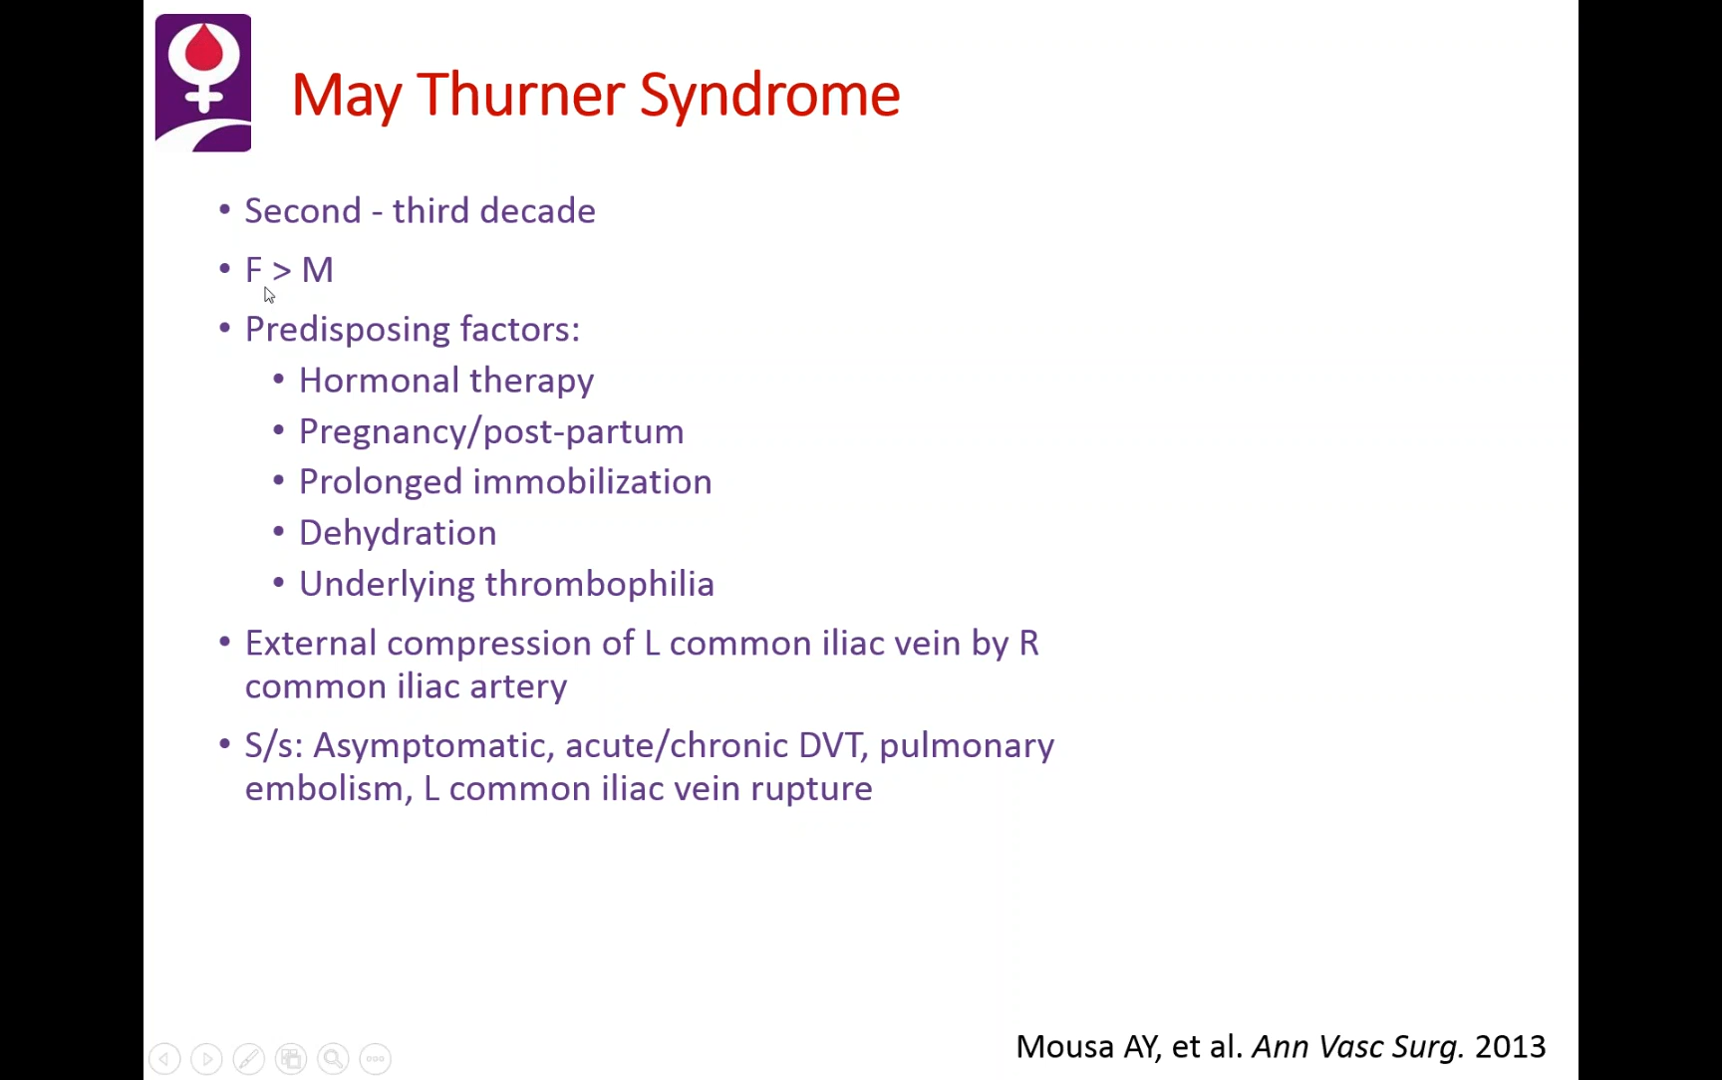 May Thurner Syndrome
• Second - third decade
• F > M
• Predisposing factors:
• Hormonal therapy
• Pregnancy/post-partum
• Prolonged immobilization
• Dehydration
• Underlying thrombophilia
• External compression of L common iliac vein by R
common iliac artery
• S/s: Asymptomatic, acute/chronic DVT, pulmonary
embolism, L common iliac vein rupture
Mousa AY, et al. Ann Vasc Surg. 2013